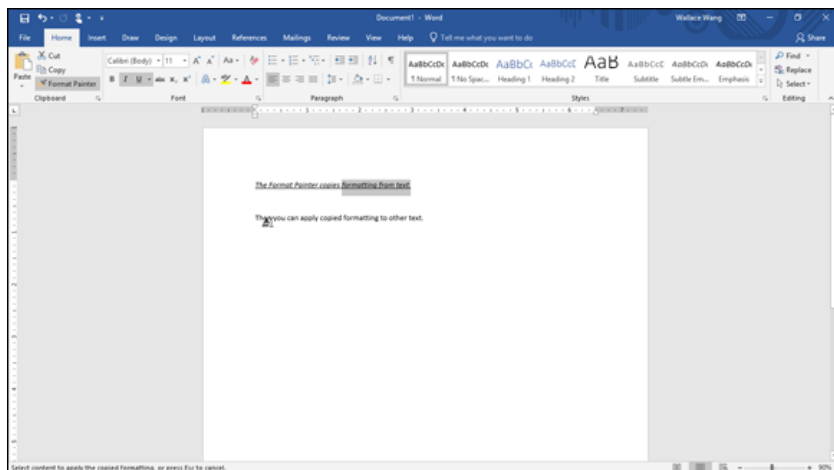 Document1 - Word
Wallace Wang
File Home Insert Draw Design Layout References Mailings Review View Help Tell me what you want to do Share
Cut
Copy
Format Painter
Paste
Calibri (Body) 11
B I U abc
AaBbCcDc AaBbCcDc AaBbCc AaBbCcC AaB AaBbCcC AaBbCcDc AaBbCcDc
¶ Normal ¶ No Spac... Heading 1 Heading 2 Title Subtitle Subtle Em... Emphasis
Find
Replace
Select
Clipboard Font Paragraph Styles Editing
The Format Painter copies formatting from text.
you can apply copied formatting to other text.
Select content to apply the copied formatting, or press Esc to cancel.
90%